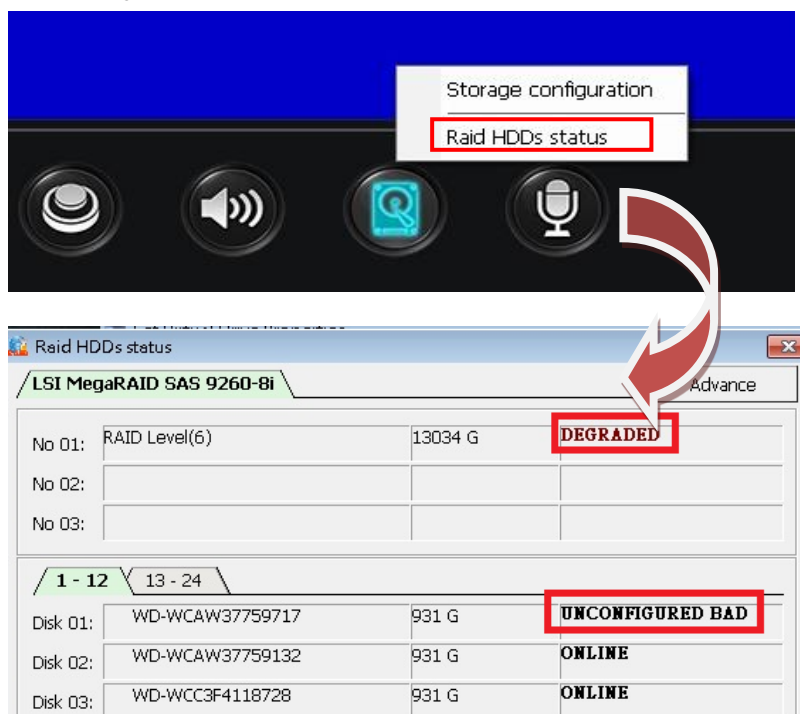 Storage configuration
Raid HDDs status
Raid HDDs status
LSI MegaRAID SAS 9260-8i Advance
No 01: RAID Level(6) 13034 G DEGRADED
No 02:
No 03:
1 - 12 13 - 24
Disk 01: WD-WCAW37759717 931 G UNCONFIGURED BAD
Disk 02: WD-WCAW37759132 931 G ONLINE
Disk 03: WD-WCC3F4118728 931 G ONLINE